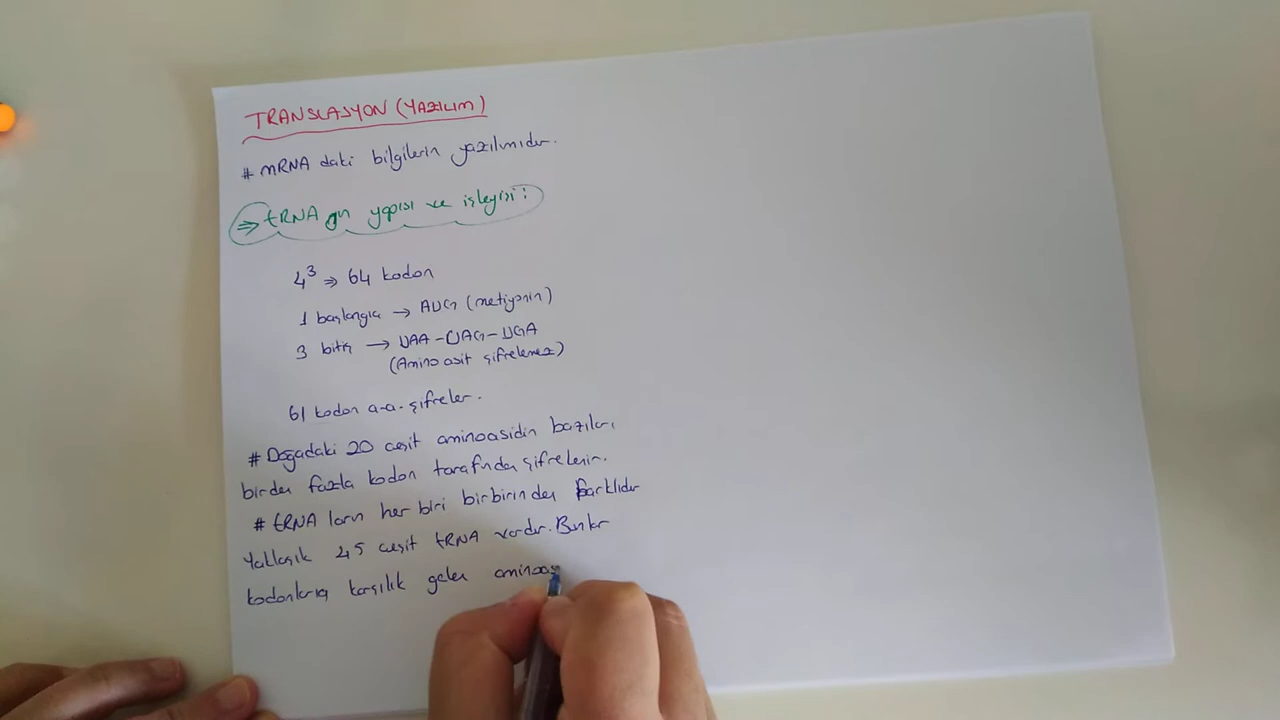 TRANSLASYON (YAZILIM)
# mRNA daki bilgilerin yazılımıdır.
⇒ tRNA yapısı ve işleyişi:
4³ ⇒ 64 kodon
1 başlangıç → AUG (metiyonin)
3 bitiş → UAA - UAG - UGA
(Amino asit şifrelemez)
61 kodon a.a. şifreler.
# Doğadaki 20 çeşit aminoasidin bazıları
birden fazla kodon tarafından şifrelenir.
# tRNA ların her biri birbirinden farklıdır
Yaklaşık 45 çeşit tRNA vardır. Bunlar
kodonlarıa karşılık gelen aminoas